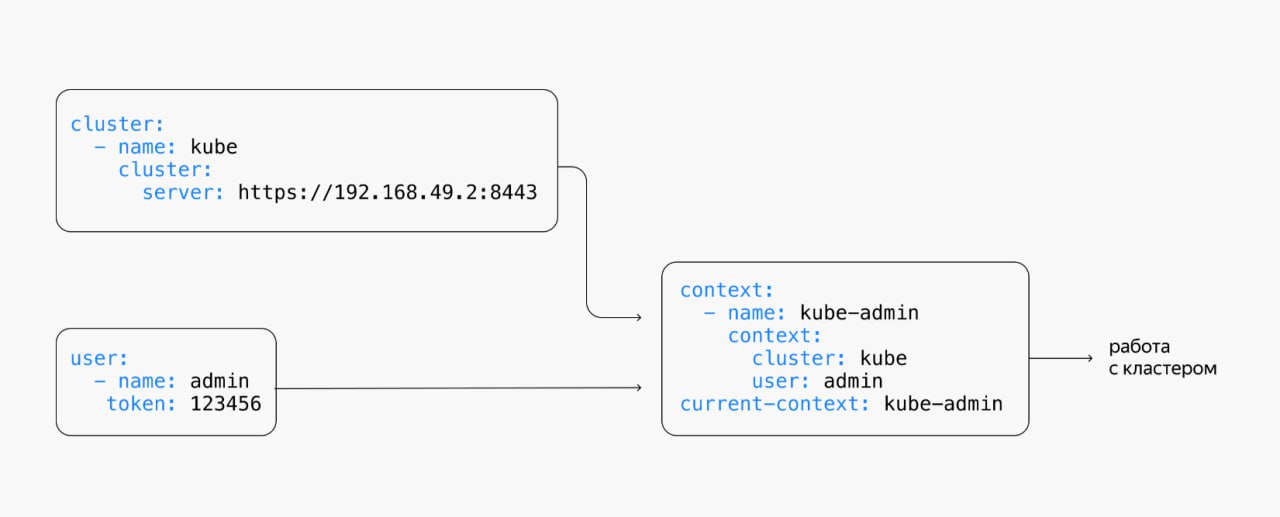 cluster:
  - name: kube
    cluster:
      server: https://192.168.49.2:8443
user:
  - name: admin
   token: 123456
context:
  - name: kube-admin
    context:
      cluster: kube
      user: admin
current-context: kube-admin
работа
с кластером